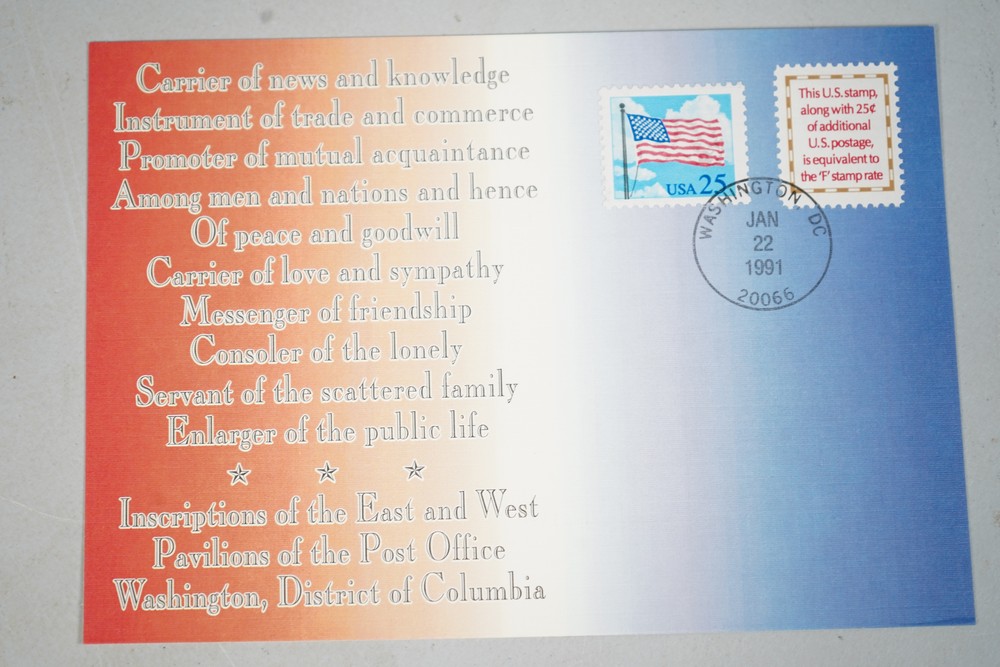 Carrier of news and knowledge
Instrument of trade and commerce
Promoter of mutual acquaintance
Among men and nations and hence
Of peace and goodwill
Carrier of love and sympathy
Messenger of friendship
Consoler of the lonely
Servant of the scattered family
Enlarger of the public life
Inscriptions of the East and West
Pavilions of the Post Office
Washington, District of Columbia
USA 25
This U.S. stamp,
along with 25¢
of additional
U.S. postage,
is equivalent to
the 'F' stamp rate
WASHINGTON DC
JAN
22
1991
20066